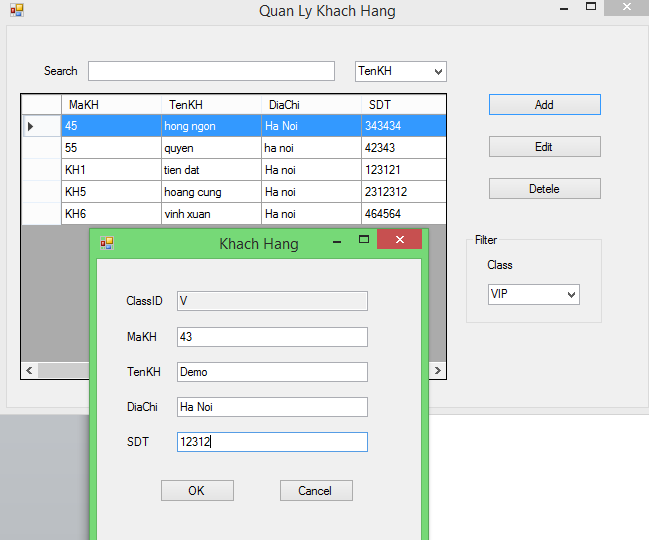 Quan Ly Khach Hang
Search TenKH
MaKH TenKH DiaChi SDT
45 hong ngon Ha Noi 343434
55 quyen ha noi 42343
KH1 tien dat Ha noi 123121
KH5 hoang cung Ha noi 2312312
KH6 vinh xuan Ha noi 464564
Add
Edit
Detele
Filter
Class
VIP
Khach Hang
ClassID V
MaKH 43
TenKH Demo
DiaChi Ha Noi
SDT 12312
OK Cancel